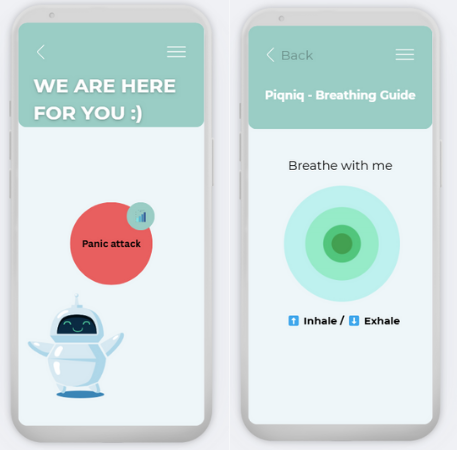 WE ARE HERE
FOR YOU :)
Panic attack
Back
Piqniq - Breathing Guide
Breathe with me
⬆ Inhale / ⬇ Exhale